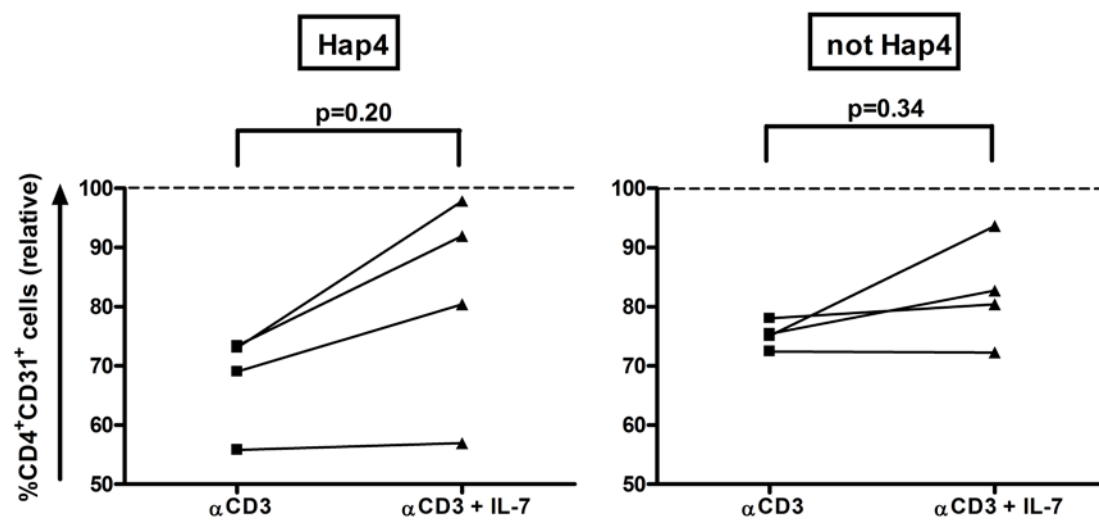 Hap4
not Hap4
p=0.20
p=0.34
%CD4⁺CD31⁺ cells (relative)
100
90
80
70
60
50
αCD3
αCD3 + IL-7
100
90
80
70
60
50
αCD3
αCD3 + IL-7